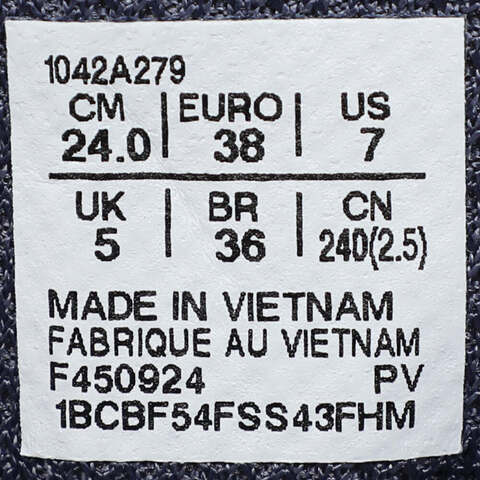 1042A279
CM EURO US
24.0 38 7
UK BR CN
5 36 240(2.5)
MADE IN VIETNAM
FABRIQUE AU VIETNAM
F450924 PV
1BCBF54FSS43FHM